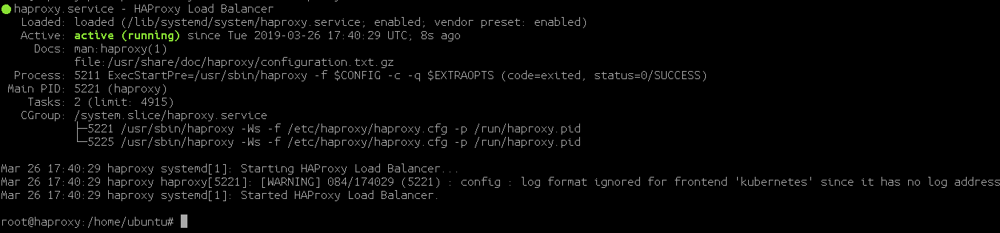 ● haproxy.service - HAProxy Load Balancer
   Loaded: loaded (/lib/systemd/system/haproxy.service; enabled; vendor preset: enabled)
   Active: active (running) since Tue 2019-03-26 17:40:29 UTC; 8s ago
     Docs: man:haproxy(1)
           file:/usr/share/doc/haproxy/configuration.txt.gz
  Process: 5211 ExecStartPre=/usr/sbin/haproxy -f $CONFIG -c -q $EXTRAOPTS (code=exited, status=0/SUCCESS)
 Main PID: 5221 (haproxy)
    Tasks: 2 (limit: 4915)
   CGroup: /system.slice/haproxy.service
           ├─5221 /usr/sbin/haproxy -Ws -f /etc/haproxy/haproxy.cfg -p /run/haproxy.pid
           └─5225 /usr/sbin/haproxy -Ws -f /etc/haproxy/haproxy.cfg -p /run/haproxy.pid

Mar 26 17:40:29 haproxy systemd[1]: Starting HAProxy Load Balancer...
Mar 26 17:40:29 haproxy haproxy[5221]: [WARNING] 084/174029 (5221) : config : log format ignored for frontend 'kubernetes' since it has no log address
Mar 26 17:40:29 haproxy systemd[1]: Started HAProxy Load Balancer.

root@haproxy:/home/ubuntu#